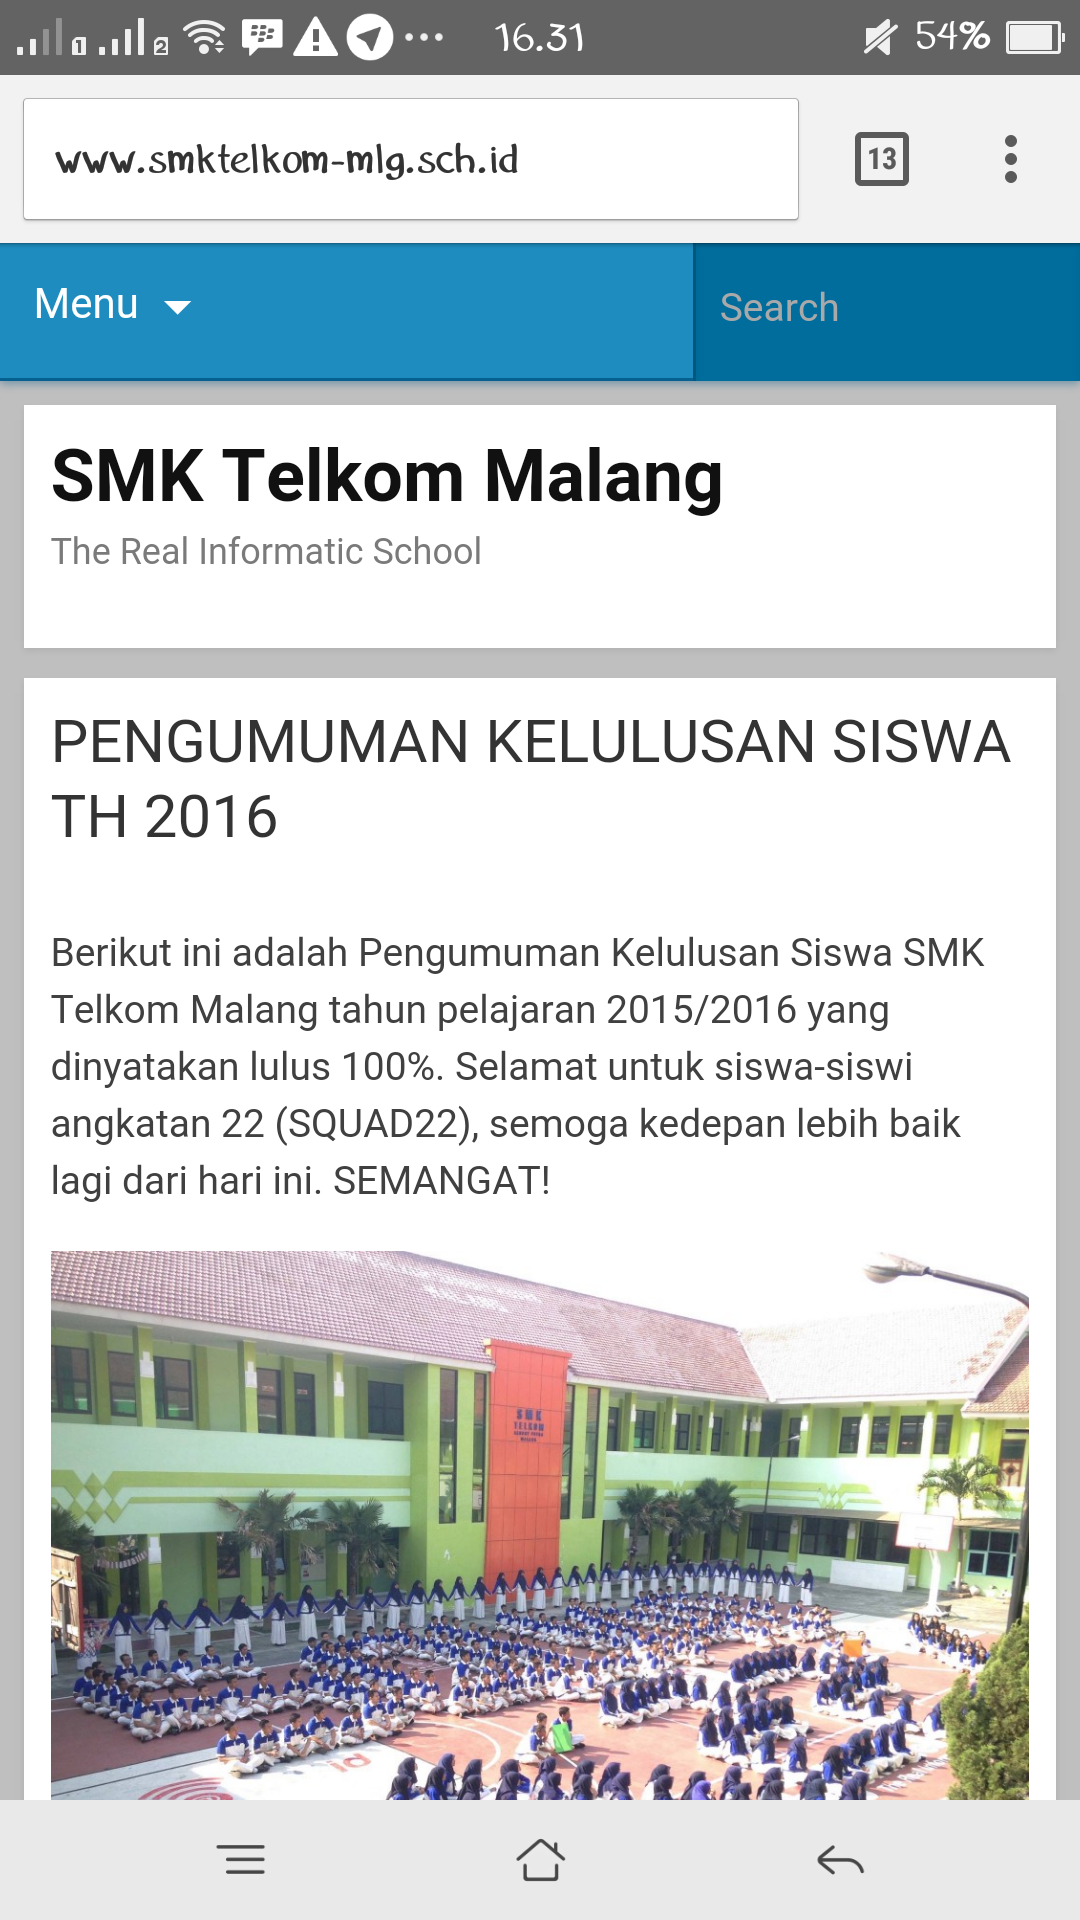 1 2 16.31 54%
www.smktelkom-mlg.sch.id 13
Menu Search
SMK Telkom Malang
The Real Informatic School
PENGUMUMAN KELULUSAN SISWA
TH 2016
Berikut ini adalah Pengumuman Kelulusan Siswa SMK
Telkom Malang tahun pelajaran 2015/2016 yang
dinyatakan lulus 100%. Selamat untuk siswa-siswi
angkatan 22 (SQUAD22), semoga kedepan lebih baik
lagi dari hari ini. SEMANGAT!
SMK
TELKOM